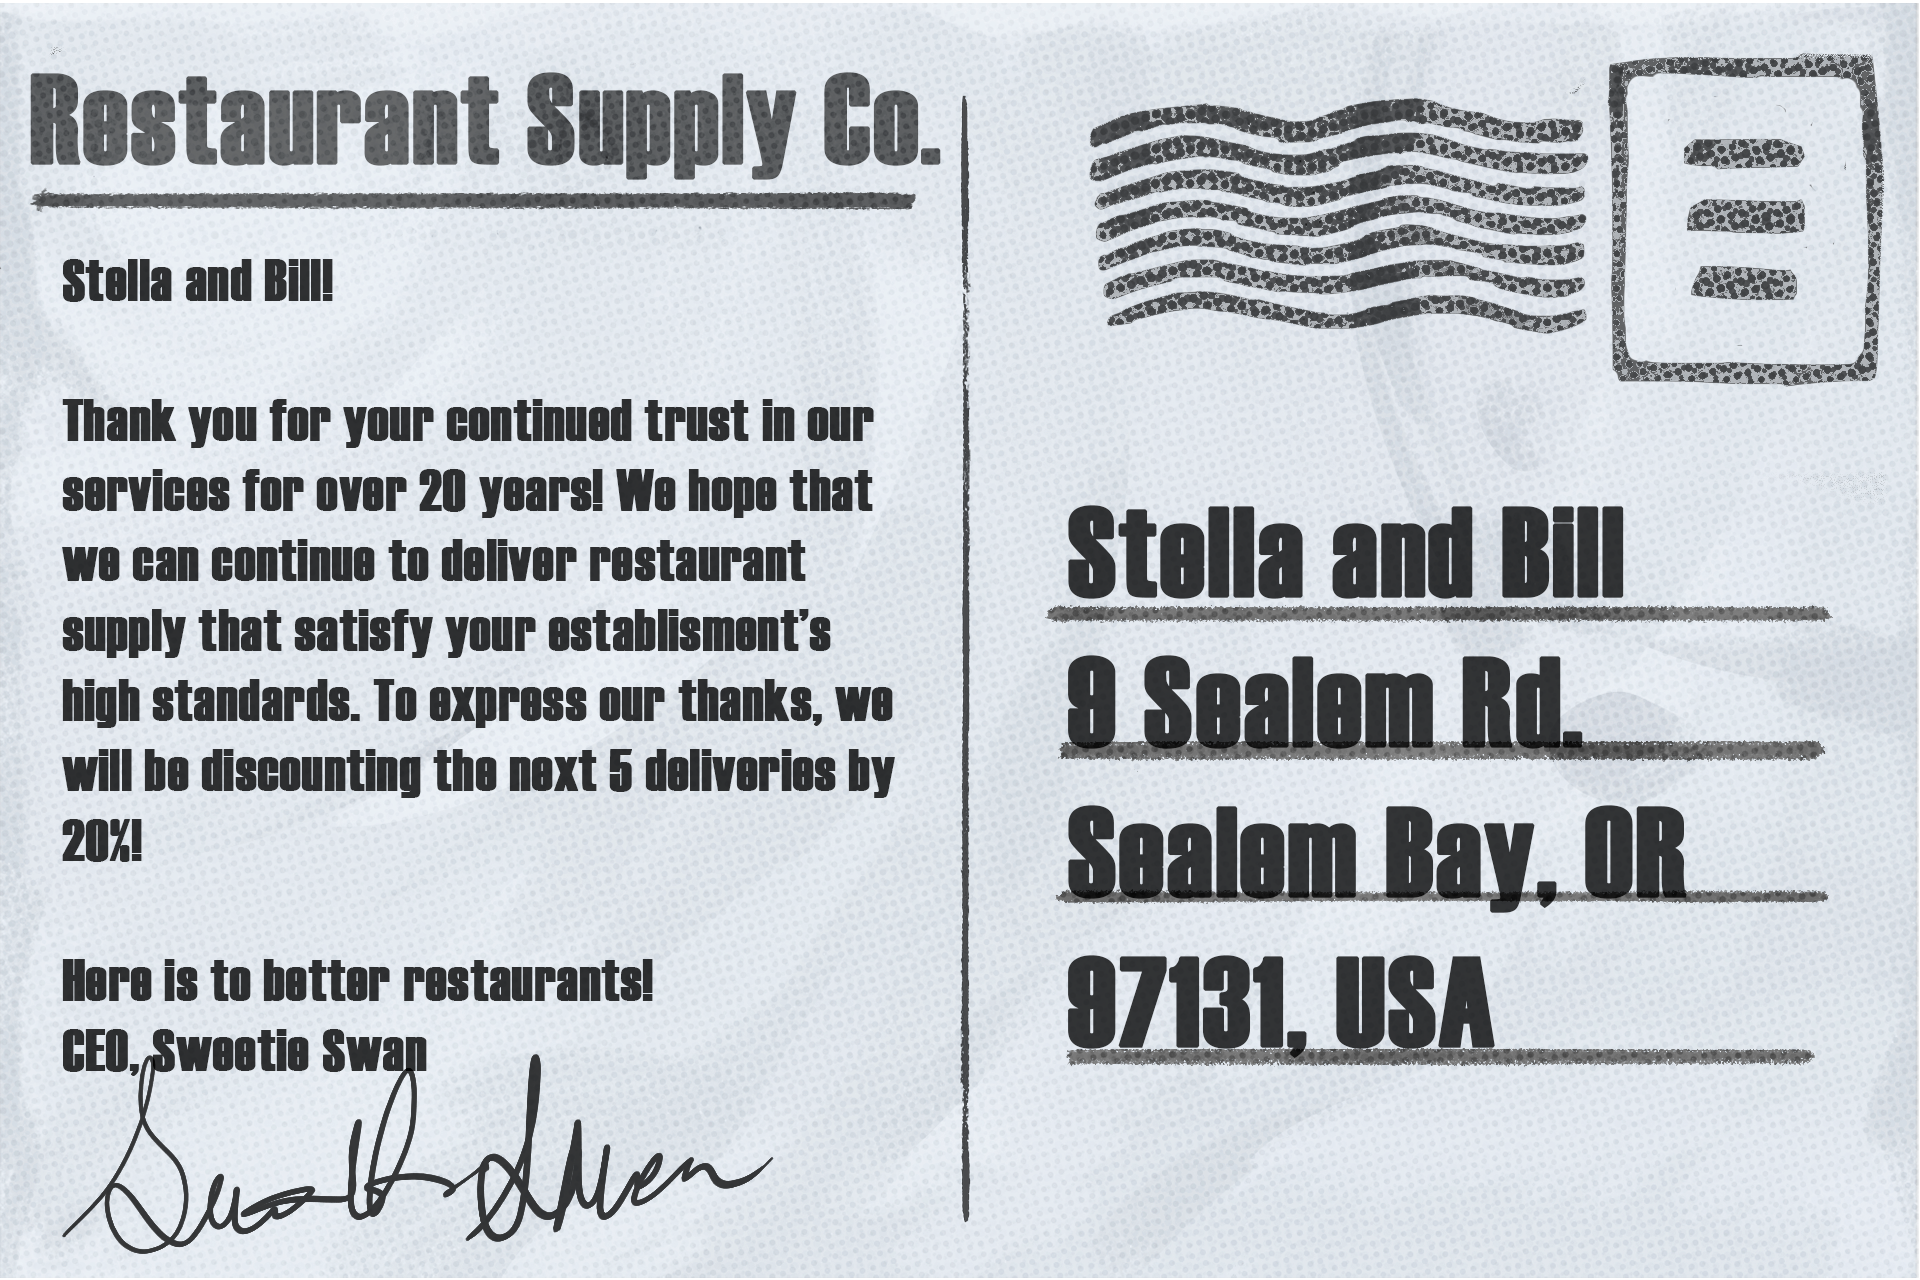 Restaurant Supply Co.
Stella and Bill!
Thank you for your continued trust in our
services for over 20 years! We hope that
we can continue to deliver restaurant
supply that satisfy your establisment’s
high standards. To express our thanks, we
will be discounting the next 5 deliveries by
20%!
Here is to better restaurants!
CEO, Sweetie Swan
Stella and Bill
9 Sealem Rd.
Sealem Bay, OR
97131, USA